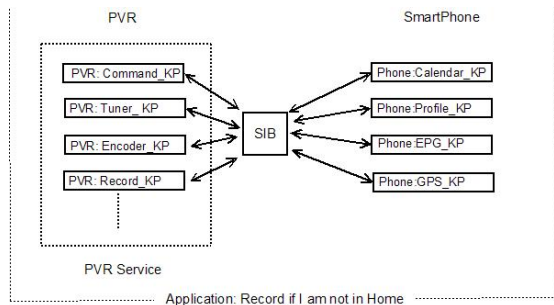 PVR
SmartPhone
PVR: Command_KP
PVR: Tuner_ KP
PVR: Encoder_KP
PVR: Record_KP
SIB
Phone:Calendar_KP
Phone:Profile_KP
Phone:EPG_KP
Phone:GPS_KP
PVR Service
Application: Record if I am not in Home